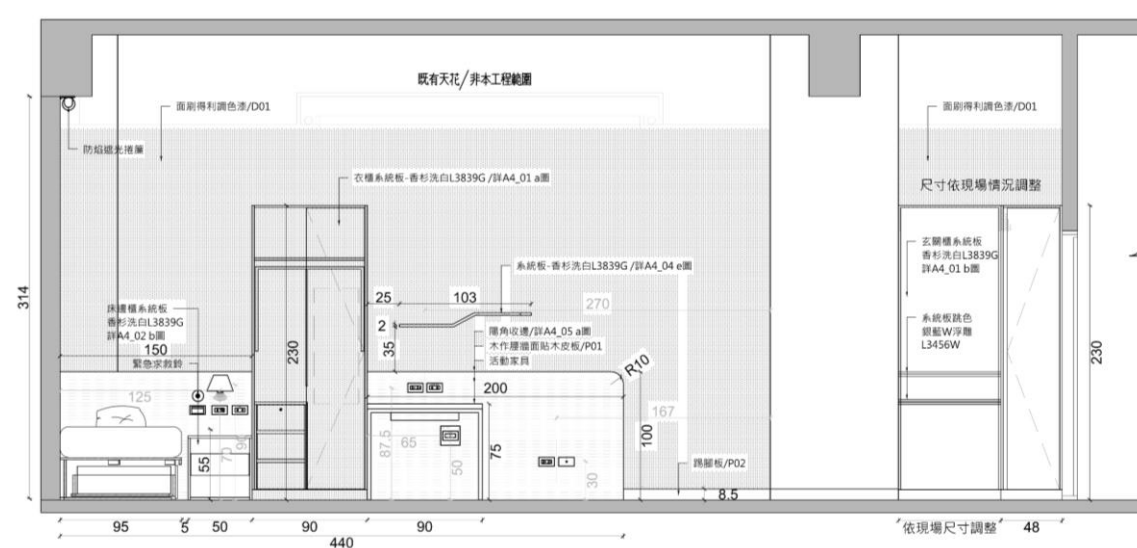 既有天花/非本工程範圍
面刷得利調色漆/D01
面刷得利調色漆/D01
防焰遮光捲簾
衣櫃系統板-香杉洗白L3839G /詳A4_01 a圖
尺寸依現場情況調整
314
玄關櫃系統板
香杉洗白L3839G
詳A4_01 b圖
系統板-香杉洗白L3839G /詳A4_04 e圖
25
103
270
床邊櫃系統板
香杉洗白L3839G
詳A4_02 b圖
150
緊急求救鈴
2
35
陽角收邊/詳A4_05 a圖
木作腰牆面貼木皮板/P01
活動家具
系統板跳色
銀藍W浮雕
L3456W
230
230
R10
200
125
167
100
90
70
55
87.5
65
50
75
30
踢腳板/P02
8.5
95
5
50
90
90
440
依現場尺寸調整
48